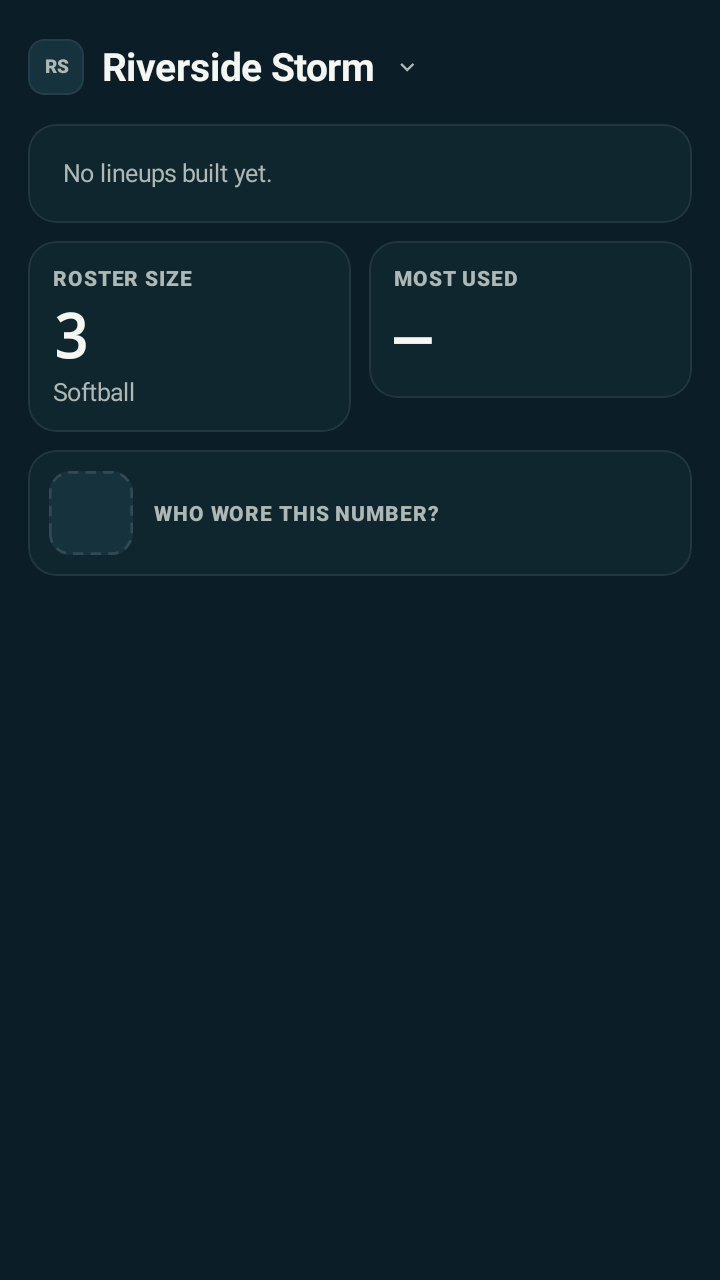 RS
Riverside Storm
No lineups built yet.
ROSTER SIZE
3
Softball
MOST USED
—
WHO WORE THIS NUMBER?